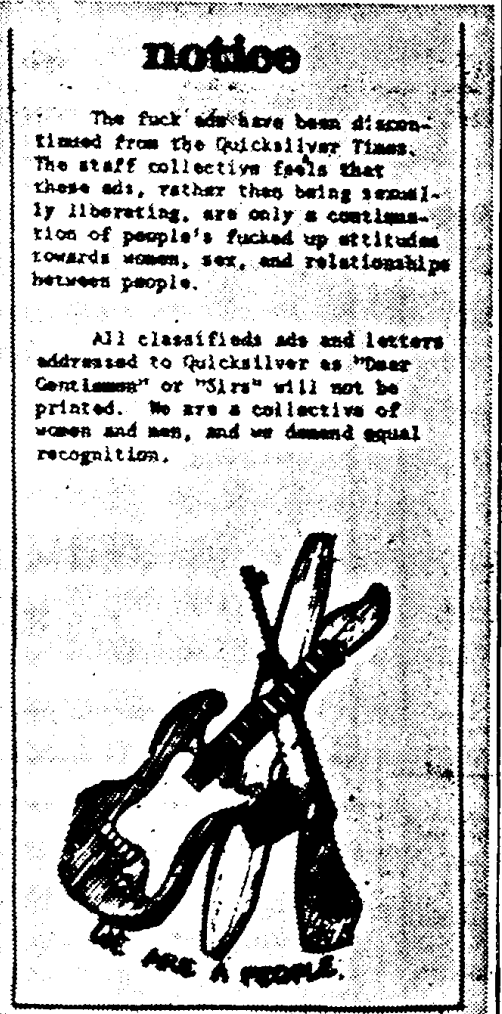 notice
The fuck ads have been discon-
tinued from the Quicksilver Times.
The staff collective feels that
these ads, rather than being sexual-
ly liberating, are only a continua-
tion of people's fucked up attitudes
towards women, sex, and relationships
between people.
All classifieds ads and letters
addressed to Quicksilver as "Dear
Gentlemen" or "Sirs" will not be
printed. We are a collective of
women and men, and we demand equal
recognition.
WE ARE A PEOPLE.